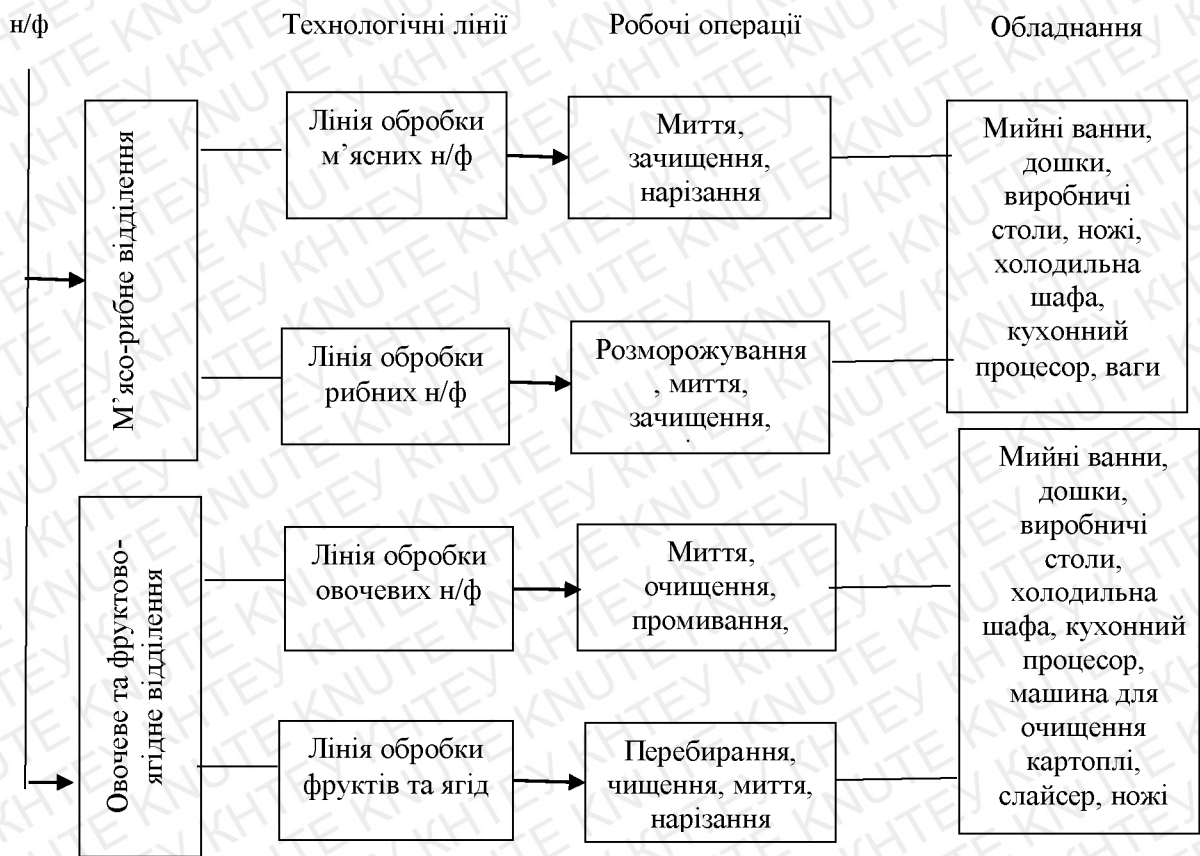 н/ф
Технологічні лінії
Робочі операції
Обладнання
М’ясо-рибне відділення
Лінія обробки
м’ясних н/ф
Миття,
зачищення,
нарізання
Мийні ванни,
дошки,
виробничі
столи, ножі,
холодильна
шафа,
кухонний
процесор, ваги
Лінія обробки
рибних н/ф
Розморожування
, миття,
зачищення,
Овочеве та фруктово-
ягідне відділення
Лінія обробки
овочевих н/ф
Миття,
очищення,
промивання,
Мийні ванни,
дошки,
виробничі
столи,
холодильна
шафа, кухонний
процесор,
машина для
очищення
картоплі,
слайсер, ножі
Лінія обробки
фруктів та ягід
Перебирання,
чищення, миття,
нарізання